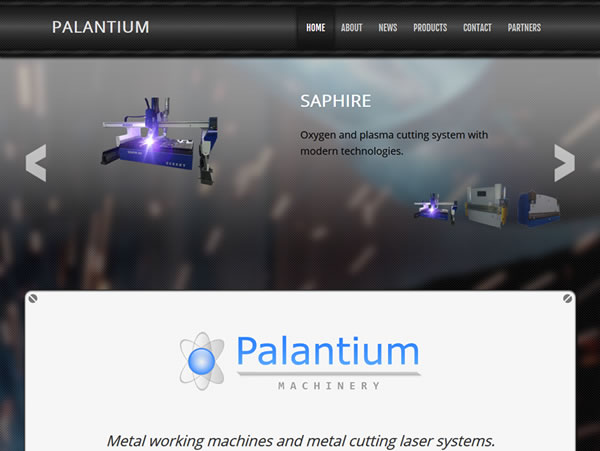 PALANTIUM
HOME ABOUT NEWS PRODUCTS CONTACT PARTNERS
SAPHIRE
Oxygen and plasma cutting system with
modern technologies.
Palantium
MACHINERY
Metal working machines and metal cutting laser systems.